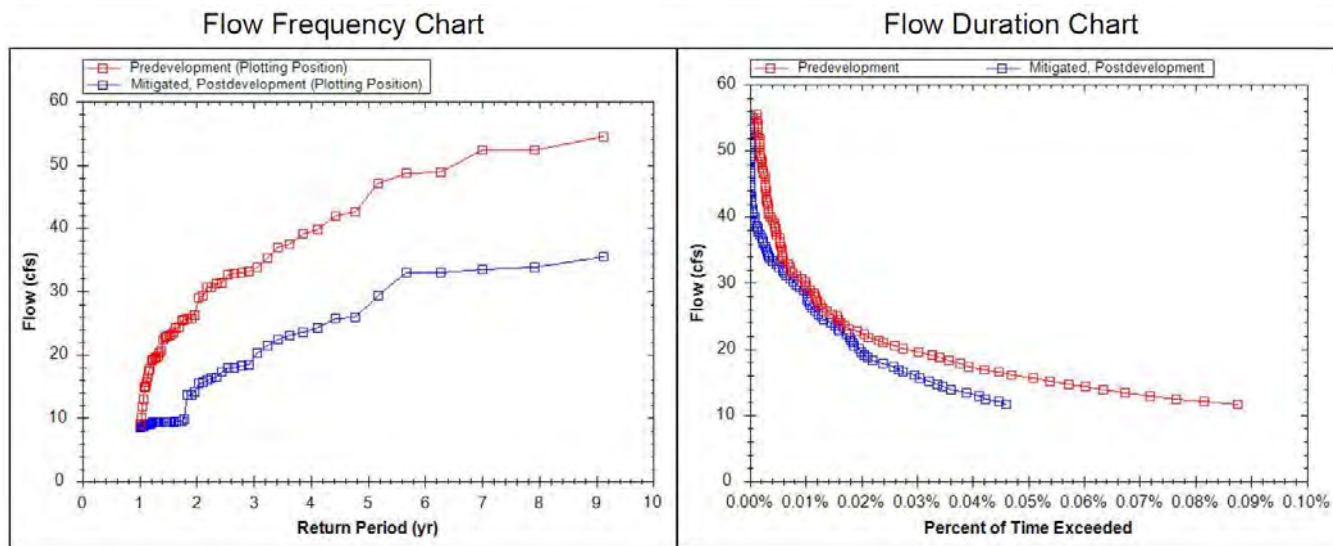 Flow Frequency Chart
Predevelopment (Plotting Position)
Mitigated, Postdevelopment (Plotting Position)
60
50
40
30
20
10
0
Flow (cfs)
0 1 2 3 4 5 6 7 8 9 10
Return Period (yr)
Flow Duration Chart
Predevelopment Mitigated, Postdevelopment
60
50
40
30
20
10
0
Flow (cfs)
0.00% 0.01% 0.02% 0.03% 0.04% 0.05% 0.06% 0.07% 0.08% 0.09% 0.10%
Percent of Time Exceeded